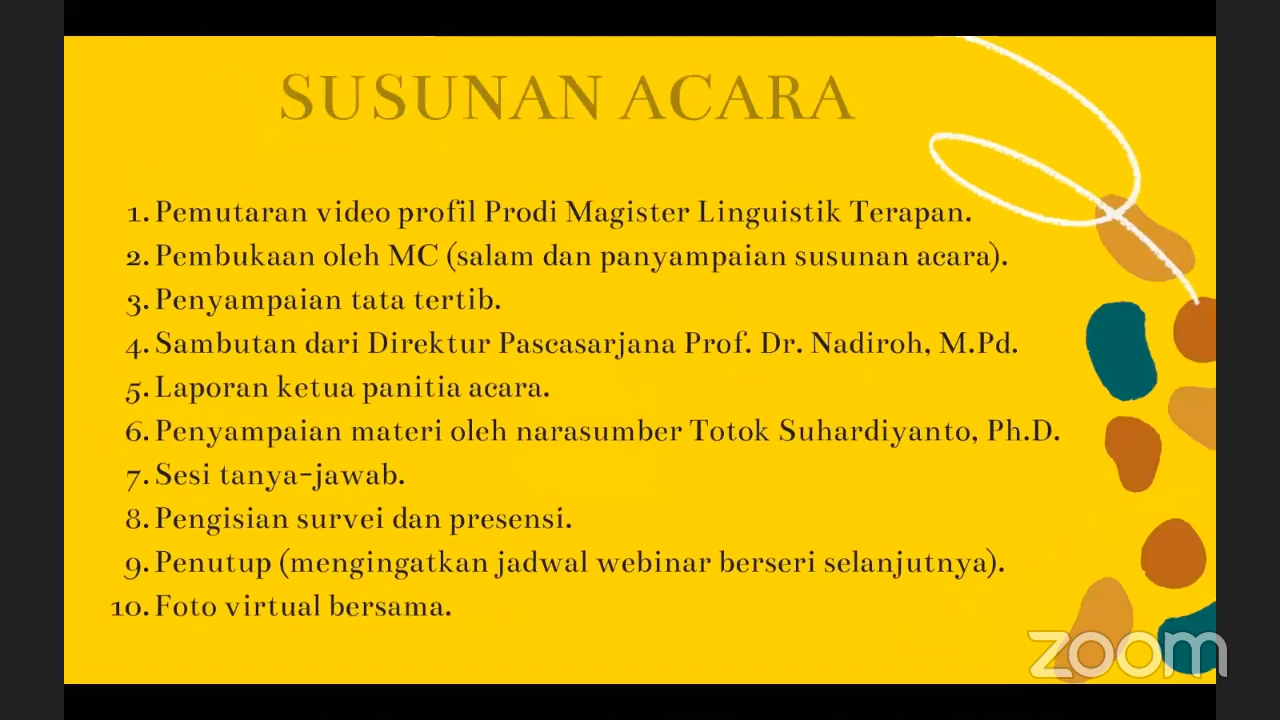 SUSUNAN ACARA
1. Pemutaran video profil Prodi Magister Linguistik Terapan.
2. Pembukaan oleh MC (salam dan panyampaian susunan acara).
3. Penyampaian tata tertib.
4. Sambutan dari Direktur Pascasarjana Prof. Dr. Nadiroh, M.Pd.
5. Laporan ketua panitia acara.
6. Penyampaian materi oleh narasumber Totok Suhardiyanto, Ph.D.
7. Sesi tanya-jawab.
8. Pengisian survei dan presensi.
9. Penutup (mengingatkan jadwal webinar berseri selanjutnya).
10. Foto virtual bersama.
zoom